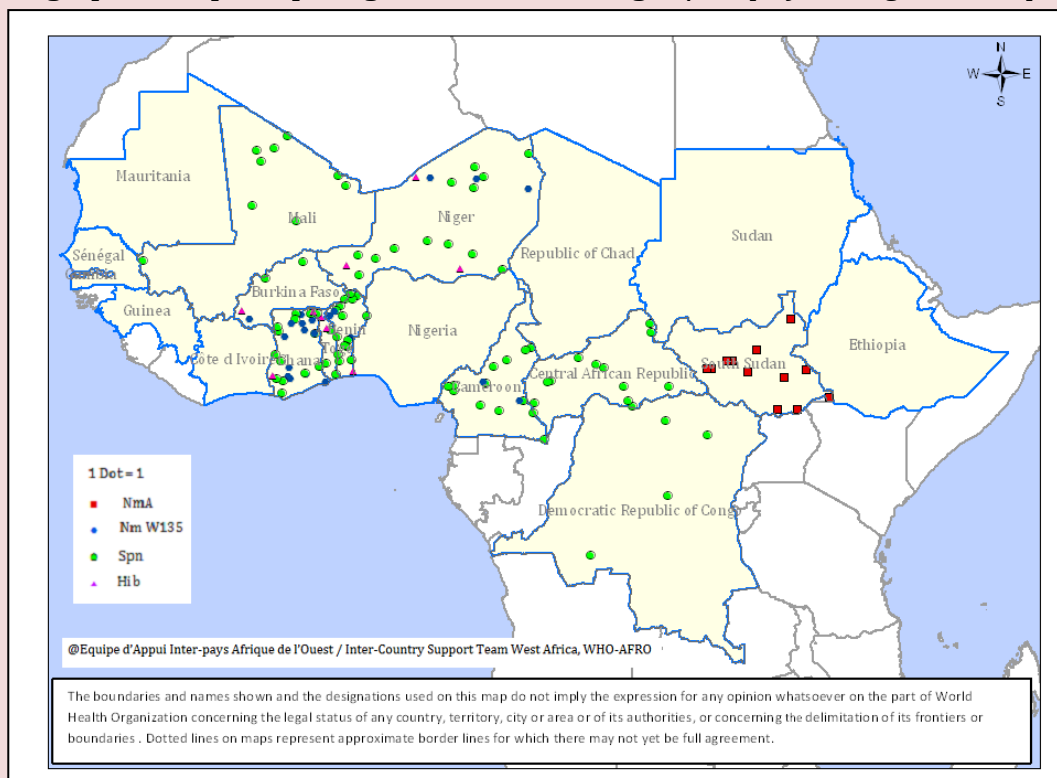 N
W E
S
Mauritania
Mali
Niger
Sudan
Republic of Chad
Sénégal
Gambia
Burkina Faso
Guinea
Benin
Nigeria
Ethiopia
Togo
Côte d Ivoire
Ghana
South Sudan
Central African Republic
Cameroon
1 Dot = 1
NmA
Nm W135
Spn
Hib
Democratic Republic of Congo
@Equipe d'Appui Inter-pays Afrique de l'Ouest / Inter-Country Support Team West Africa, WHO-AFRO
The boundaries and names shown and the designations used on this map do not imply the expression for any opinion whatsoever on the part of World
Health Organization concerning the legal status of any country, territory, city or area or of its authorities, or concerning the delimitation of its frontiers or
boundaries . Dotted lines on maps represent approximate border lines for which there may not yet be full agreement.